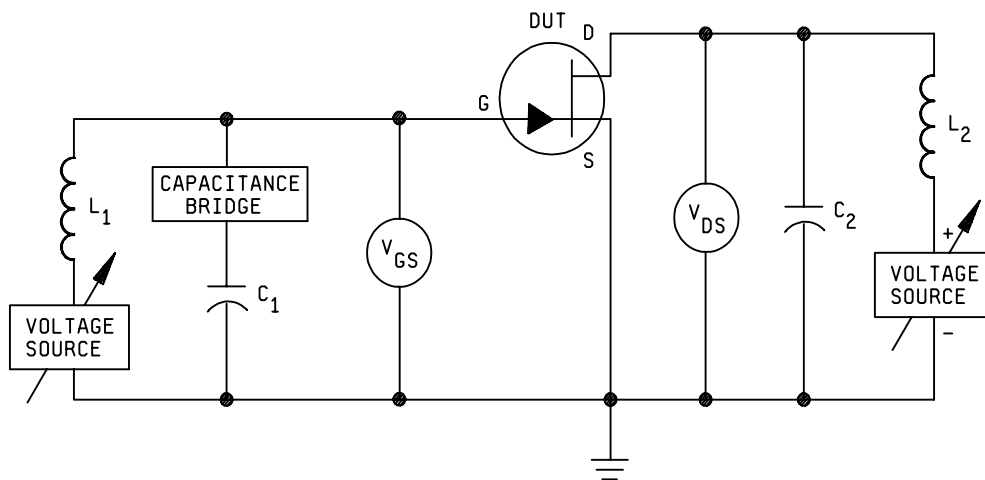 DUT
D
G
S
L1
CAPACITANCE
BRIDGE
C1
VGS
VOLTAGE
SOURCE
VDS
C2
L2
+
VOLTAGE
SOURCE
-